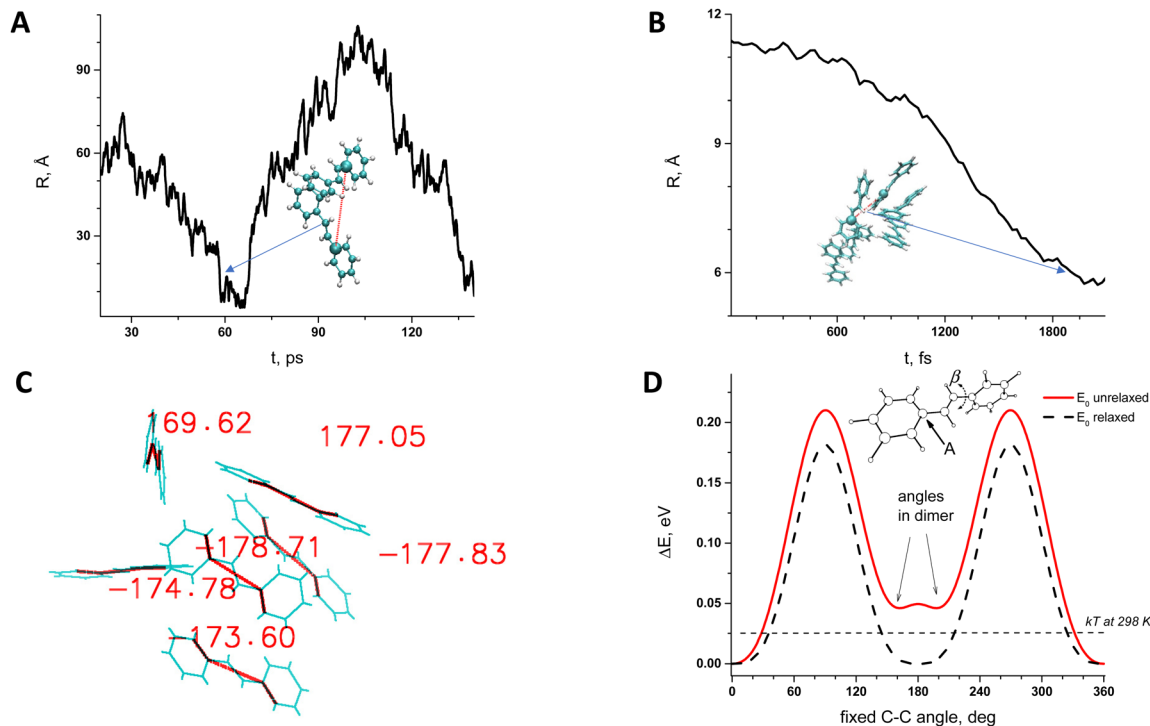 A
R, Å
90
60
30
30
60
90
120
t, ps
B
R, Å
12
9
6
600
1200
1800
t, fs
C
169.62
177.05
−178.71
−177.83
−174.78
−173.60
D
ΔE, eV
0.20
0.15
0.10
0.05
0.00
β
A
E0 unrelaxed
E0 relaxed
angles
in dimer
kT at 298 K
0
60
120
180
240
300
360
fixed C-C angle, deg